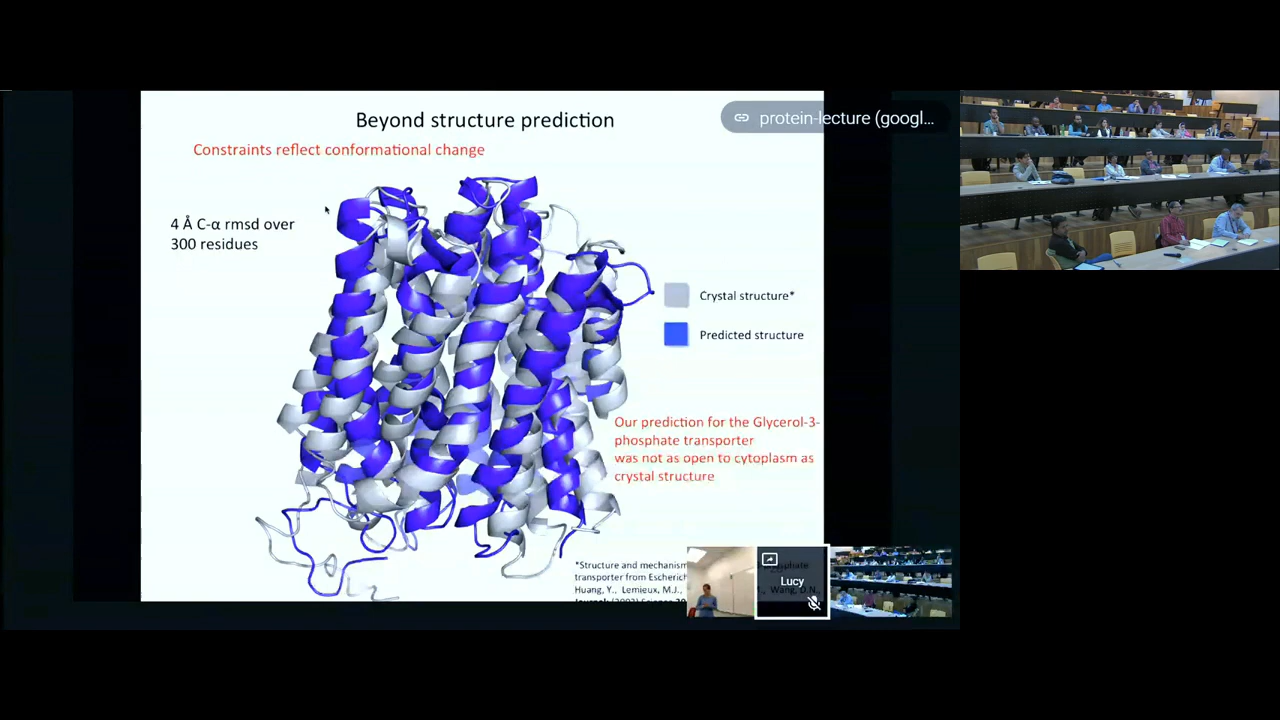 Beyond structure prediction
protein-lecture (googl...
Constraints reflect conformational change
4 Å C-α rmsd over
300 residues
Crystal structure*
Predicted structure
Our prediction for the Glycerol-3-
phosphate transporter
was not as open to cytoplasm as
crystal structure
*Structure and mechanism phosphate
transporter from Escherich
Huang, Y., Lemieux, M.J., Wang, D.N.,
Lucy